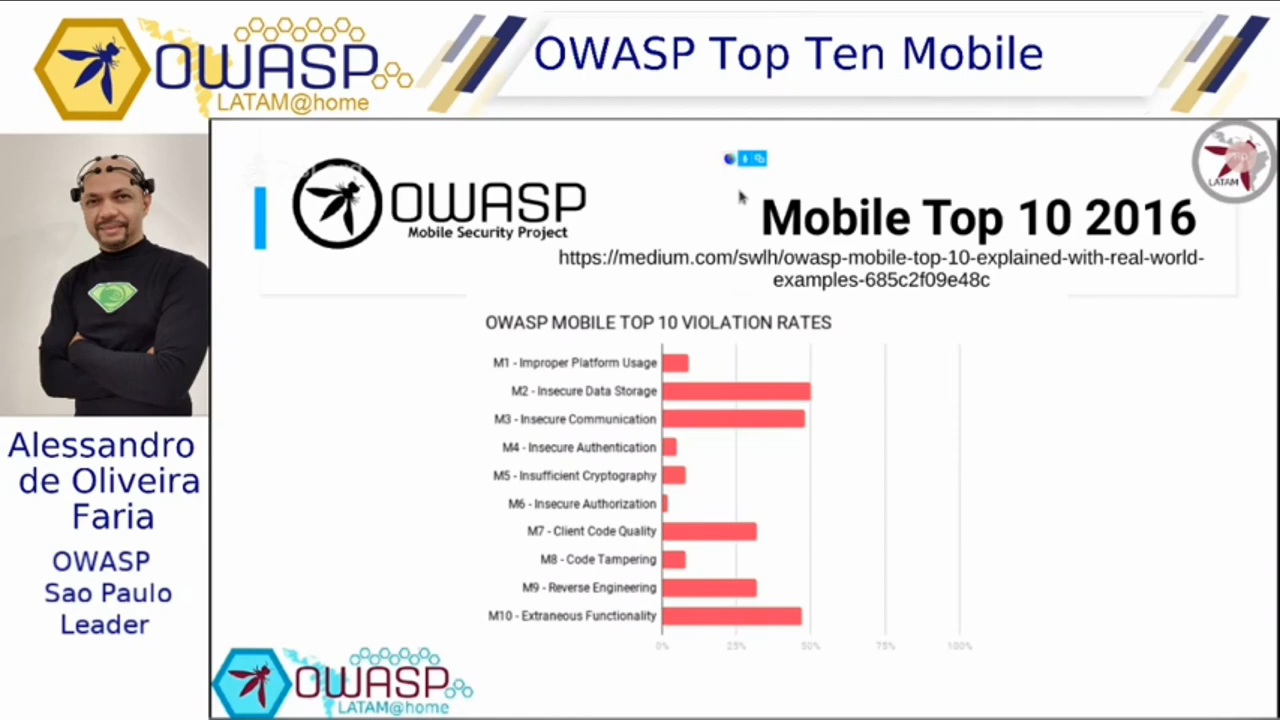 OWASP
LATAM@home
OWASP Top Ten Mobile
LATAM
OWASP
Mobile Security Project
Mobile Top 10 2016
https://medium.com/swlh/owasp-mobile-top-10-explained-with-real-world-
examples-685c2f09e48c
OWASP MOBILE TOP 10 VIOLATION RATES
M1 - Improper Platform Usage
M2 - Insecure Data Storage
M3 - Insecure Communication
M4 - Insecure Authentication
M5 - Insufficient Cryptography
M6 - Insecure Authorization
M7 - Client Code Quality
M8 - Code Tampering
M9 - Reverse Engineering
M10 - Extraneous Functionality
0% 25% 50% 75% 100%
Alessandro
de Oliveira
Faria
OWASP
Sao Paulo
Leader
OWASP
LATAM@home